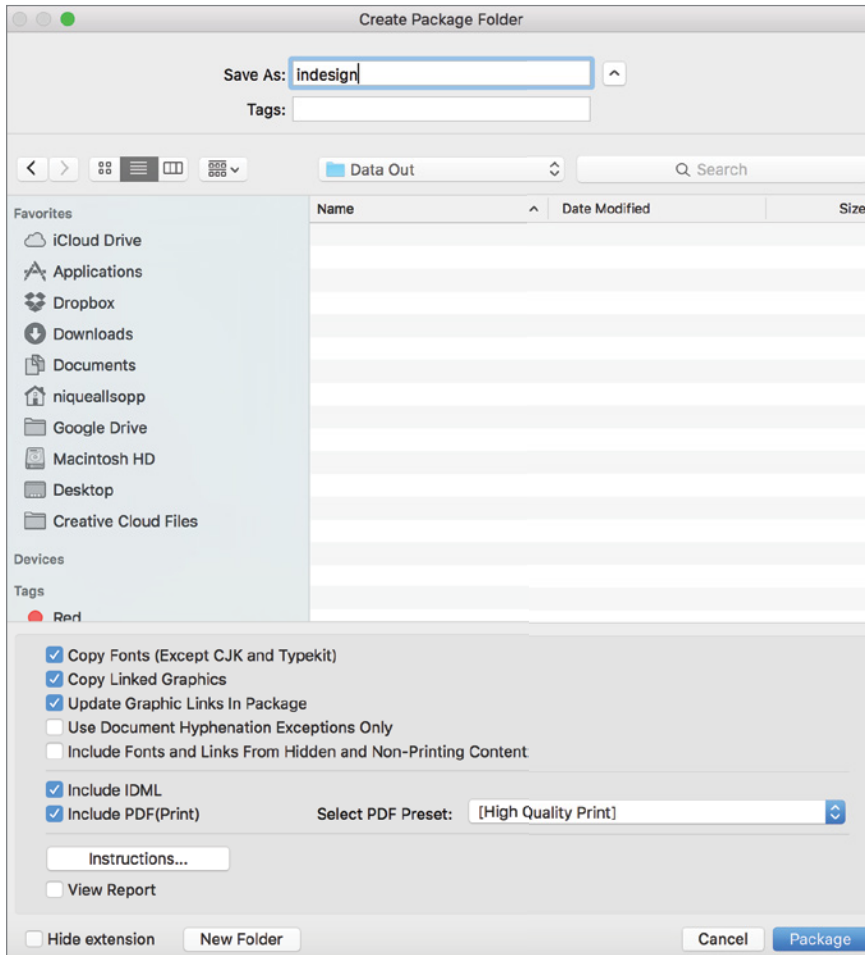 Create Package Folder
Save As: indesign
Tags:
Data Out
Search
Favorites
iCloud Drive
Applications
Dropbox
Downloads
Documents
niqueallsopp
Google Drive
Macintosh HD
Desktop
Creative Cloud Files
Devices
Tags
Red
Name Date Modified Size
Copy Fonts (Except CJK and Typekit)
Copy Linked Graphics
Update Graphic Links In Package
Use Document Hyphenation Exceptions Only
Include Fonts and Links From Hidden and Non-Printing Content
Include IDML
Include PDF(Print) Select PDF Preset: [High Quality Print]
Instructions...
View Report
Hide extension New Folder Cancel Package